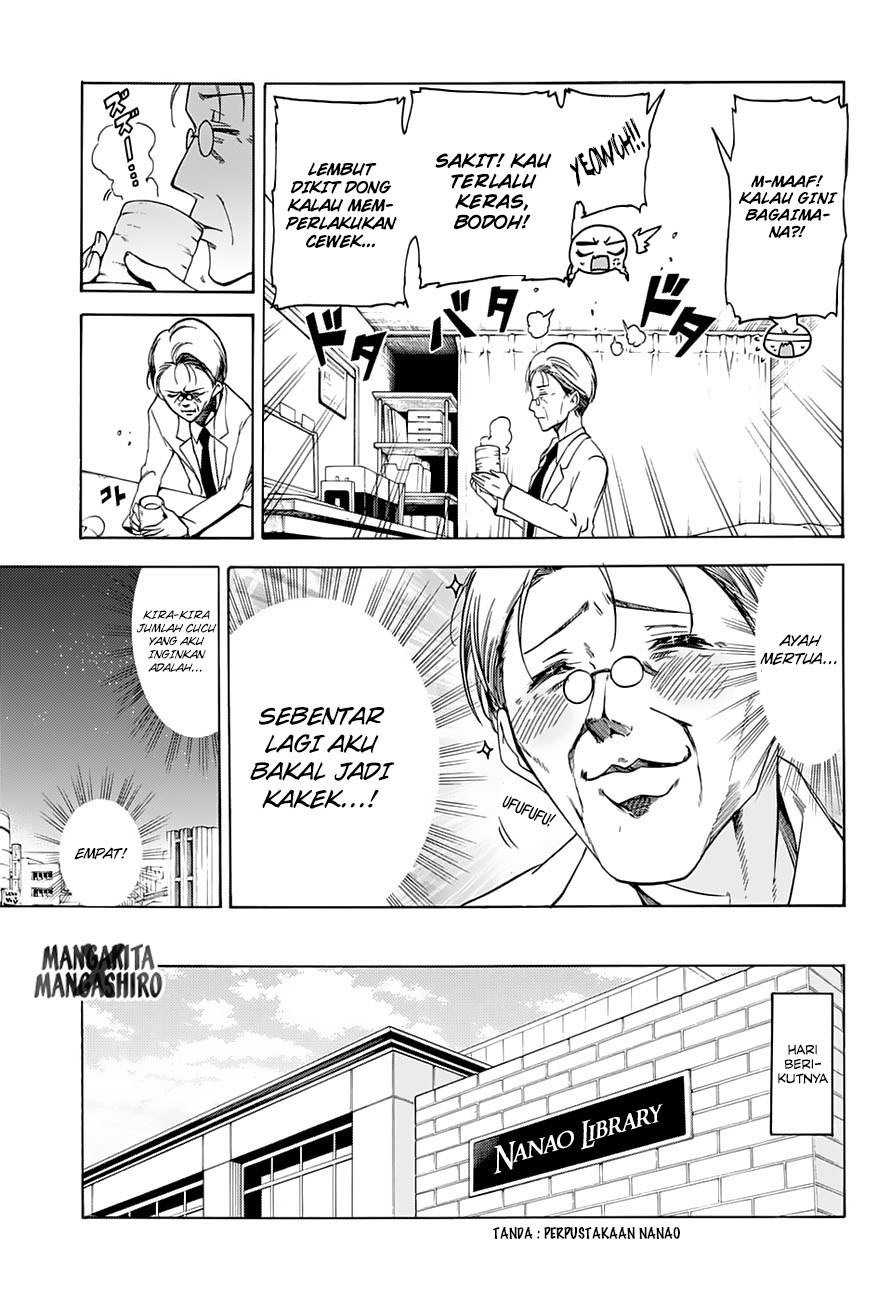 M-MAAF!
KALAU GINI
BAGAIMA-
NA?!
YEOWCH!!
SAKIT! KAU
TERLALU
KERAS,
BODOH!
LEMBUT
DIKIT DONG
KALAU MEM-
PERLAKUKAN
CEWEK...
ドタ
バタ
ドタ
ズズー…
コト
AYAH
MERTUA...
UFUFUFU!
SEBENTAR
LAGI AKU
BAKAL JADI
KAKEK...!
KIRA-KIRA
JUMLAH CUCU
YANG AKU
INGINKAN
ADALAH...
EMPAT!
MANGAKITA
MANGASHIRO
HARI
BERI-
KUTNYA
NANAO LIBRARY
TANDA : PERPUSTAKAAN NANAO